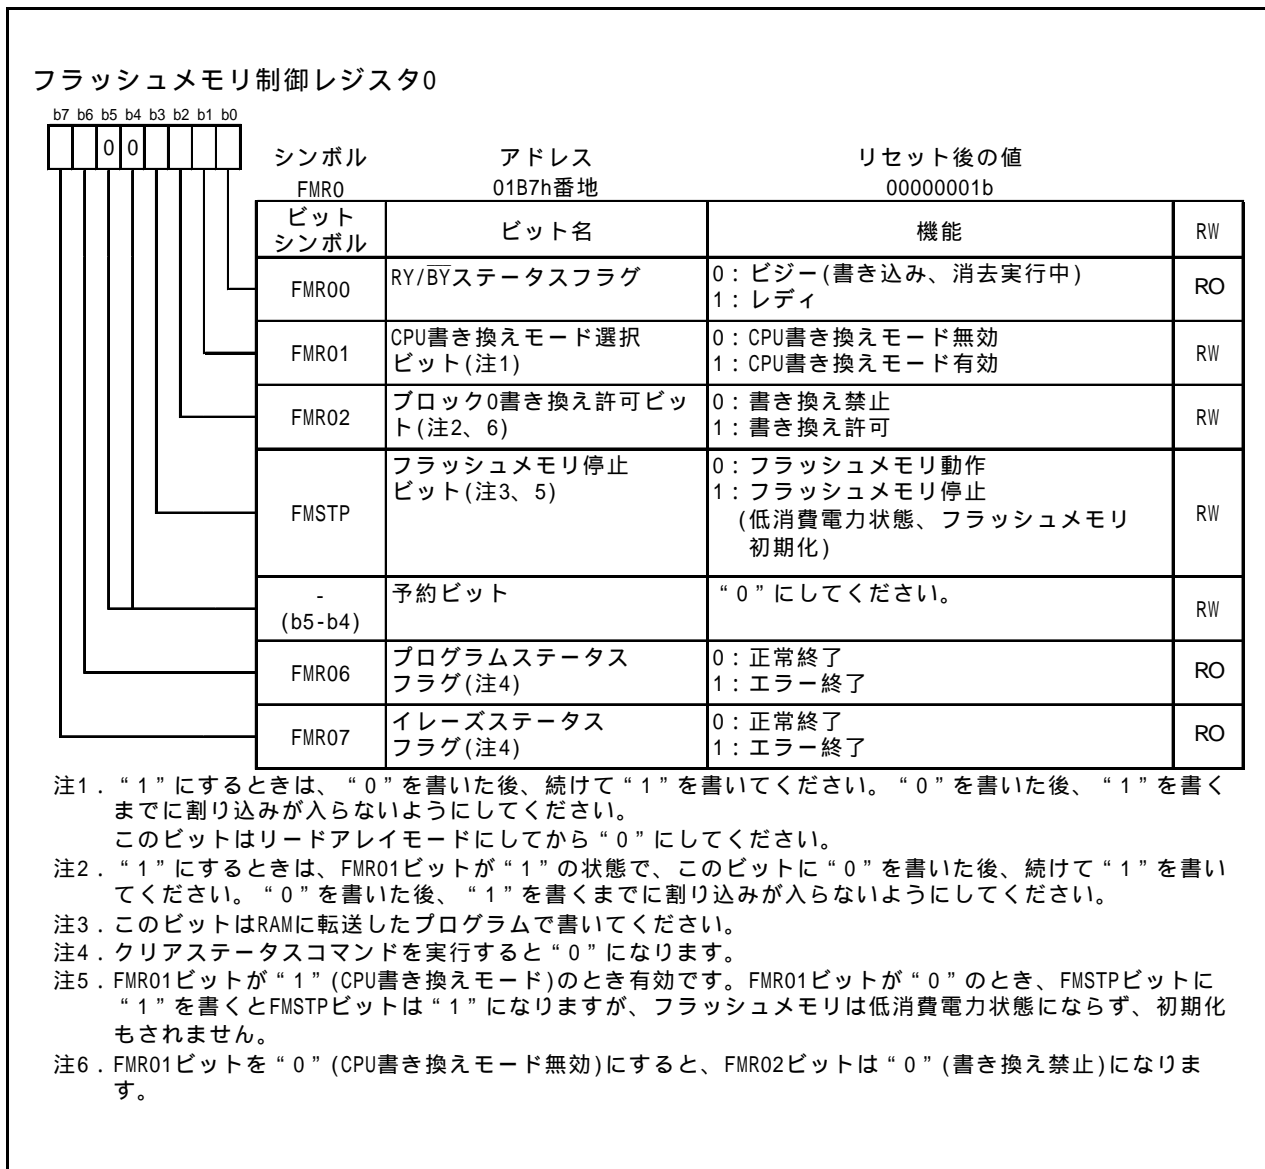 フラッシュメモリ制御レジスタ0
b7 b6 b5 b4 b3 b2 b1 b0
0 0
シンボル アドレス リセット後の値
FMR0 01B7h番地 00000001b
ビット
シンボル ビット名 機能 RW
FMR00 RY/BYステータスフラグ 0：ビジー(書き込み、消去実行中)
1：レディ RO
FMR01 CPU書き換えモード選択
ビット(注1) 0：CPU書き換えモード無効
1：CPU書き換えモード有効 RW
FMR02 ブロック0書き換え許可ビッ
ト(注2、6) 0：書き換え禁止
1：書き換え許可 RW
FMSTP フラッシュメモリ停止
ビット(注3、5) 0：フラッシュメモリ動作
1：フラッシュメモリ停止
(低消費電力状態、フラッシュメモリ
初期化) RW
-
(b5-b4) 予約ビット “0”にしてください。 RW
FMR06 プログラムステータス
フラグ(注4) 0：正常終了
1：エラー終了 RO
FMR07 イレーズステータス
フラグ(注4) 0：正常終了
1：エラー終了 RO
注1．“1”にするときは、“0”を書いた後、続けて“1”を書いてください。“0”を書いた後、“1”を書く
までに割り込みが入らないようにしてください。
このビットはリードアレイモードにしてから“0”にしてください。
注2．“1”にするときは、FMR01ビットが“1”の状態で、このビットに“0”を書いた後、続けて“1”を書い
てください。“0”を書いた後、“1”を書くまでに割り込みが入らないようにしてください。
注3．このビットはRAMに転送したプログラムで書いてください。
注4．クリアステータスコマンドを実行すると“0”になります。
注5．FMR01ビットが“1”(CPU書き換えモード)のとき有効です。FMR01ビットが“0”のとき、FMSTPビットに
“1”を書くとFMSTPビットは“1”になりますが、フラッシュメモリは低消費電力状態にならず、初期化
もされません。
注6．FMR01ビットを“0”(CPU書き換えモード無効)にすると、FMR02ビットは“0”(書き換え禁止)になりま
す。